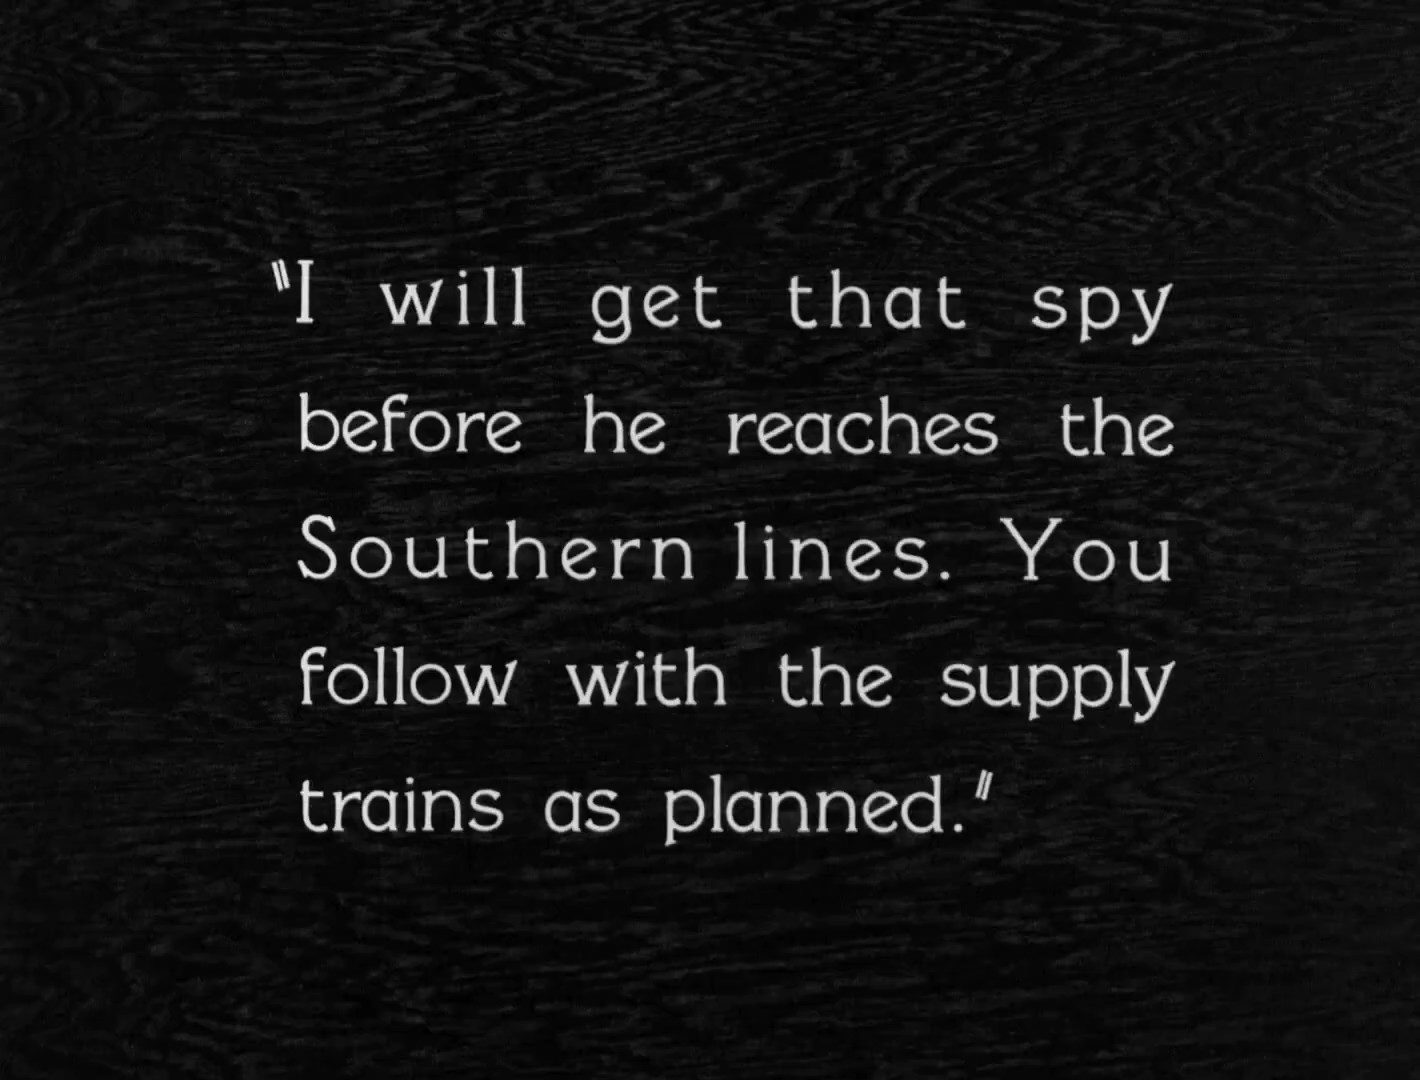 "I will get that spy
before he reaches the
Southern lines. You
follow with the supply
trains as planned."